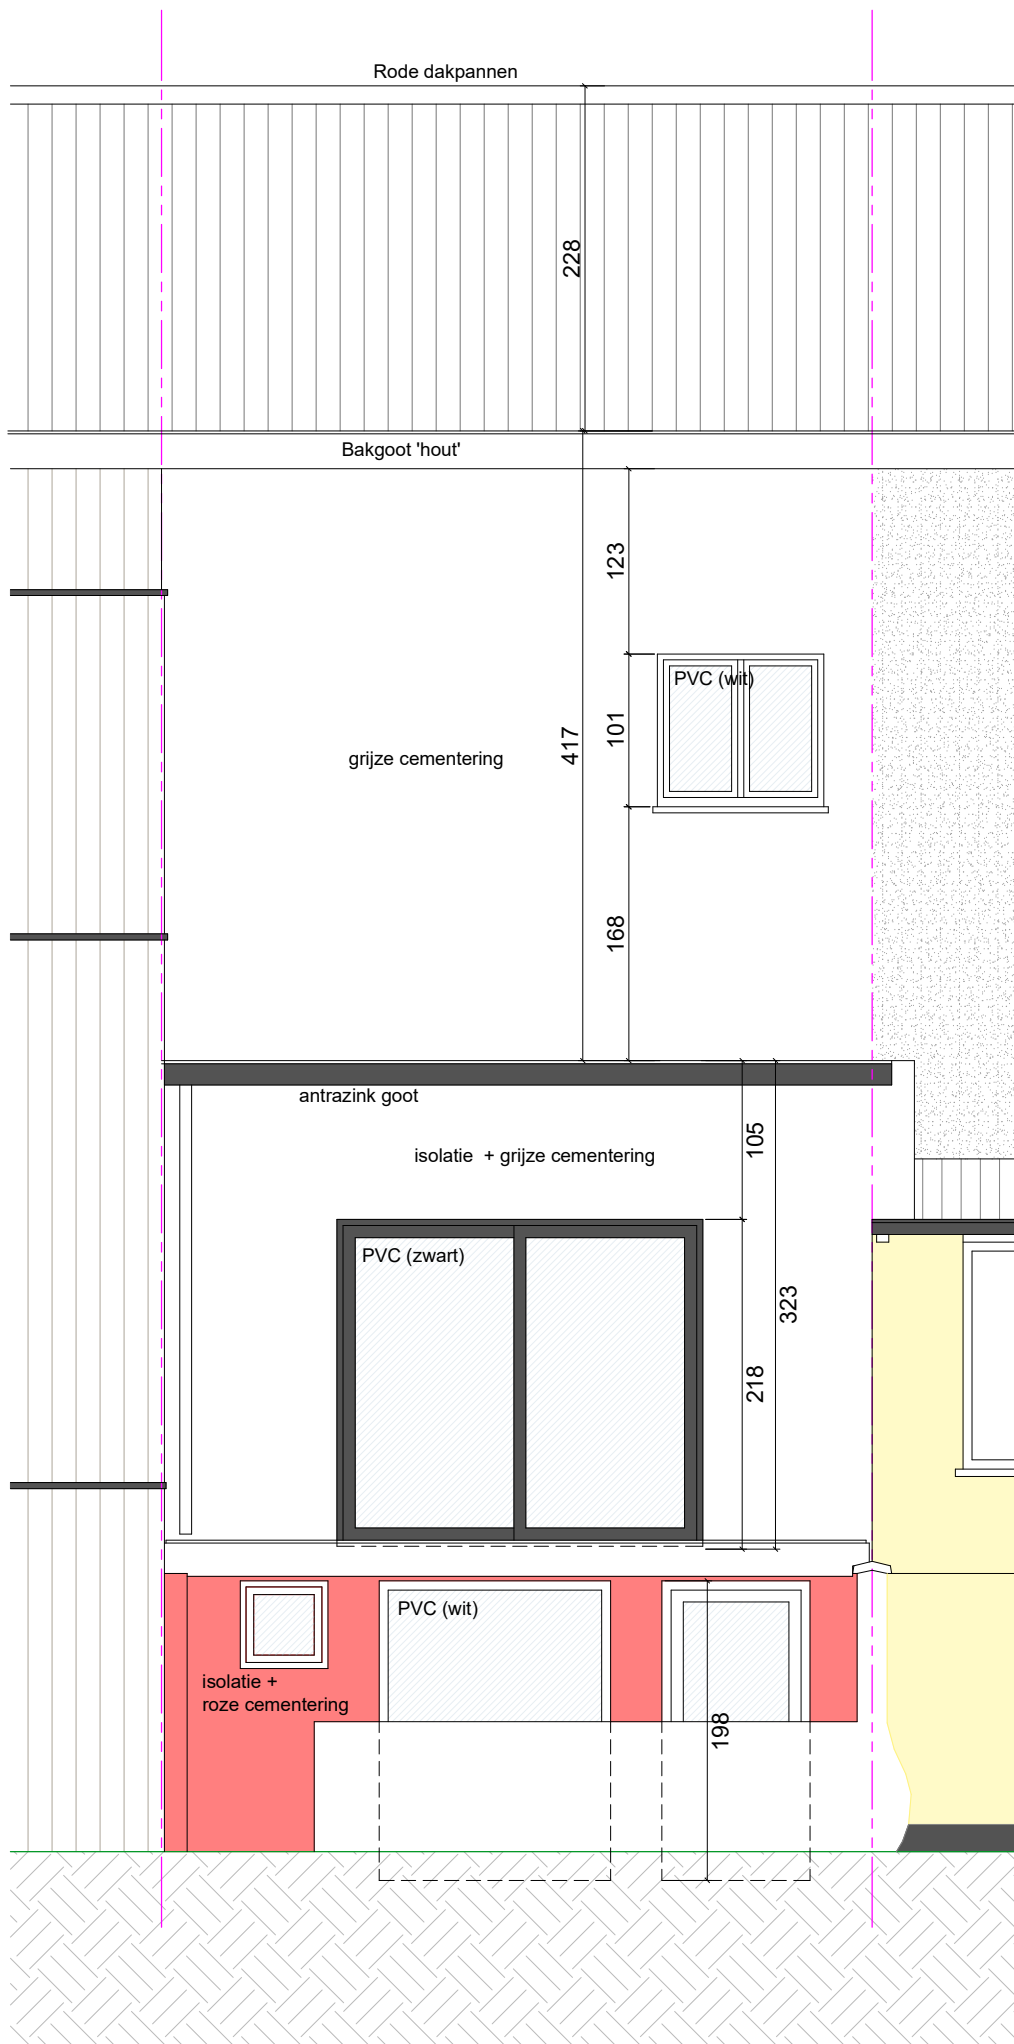 Rode dakpannen
228
Bakgoot 'hout'
123
PVC (wit)
101
417
grijze cementering
168
antrazink goot
105
isolatie + grijze cementering
PVC (zwart)
323
218
PVC (wit)
isolatie +
roze cementering
198